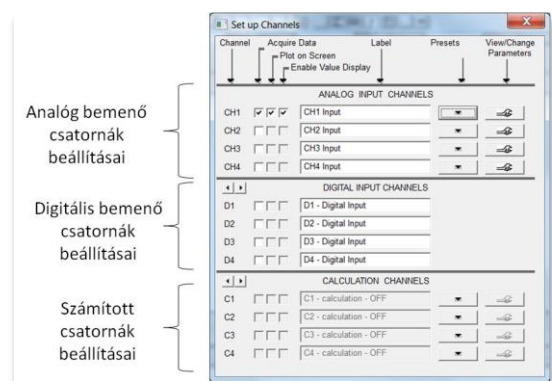 Set up Channels
Channel Acquire Data Label Presets View/Change
Plot on Screen Parameters
Enable Value Display
ANALOG INPUT CHANNELS
Analóg bemenő
csatornák
beállításai
CH1 CH1 Input
CH2 CH2 Input
CH3 CH3 Input
CH4 CH4 Input
DIGITAL INPUT CHANNELS
Digitális bemenő
csatornák
beállításai
D1 D1 - Digital Input
D2 D2 - Digital Input
D3 D3 - Digital Input
D4 D4 - Digital Input
CALCULATION CHANNELS
Számított
csatornák
beállításai
C1 C1 - calculation - OFF
C2 C2 - calculation - OFF
C3 C3 - calculation - OFF
C4 C4 - calculation - OFF